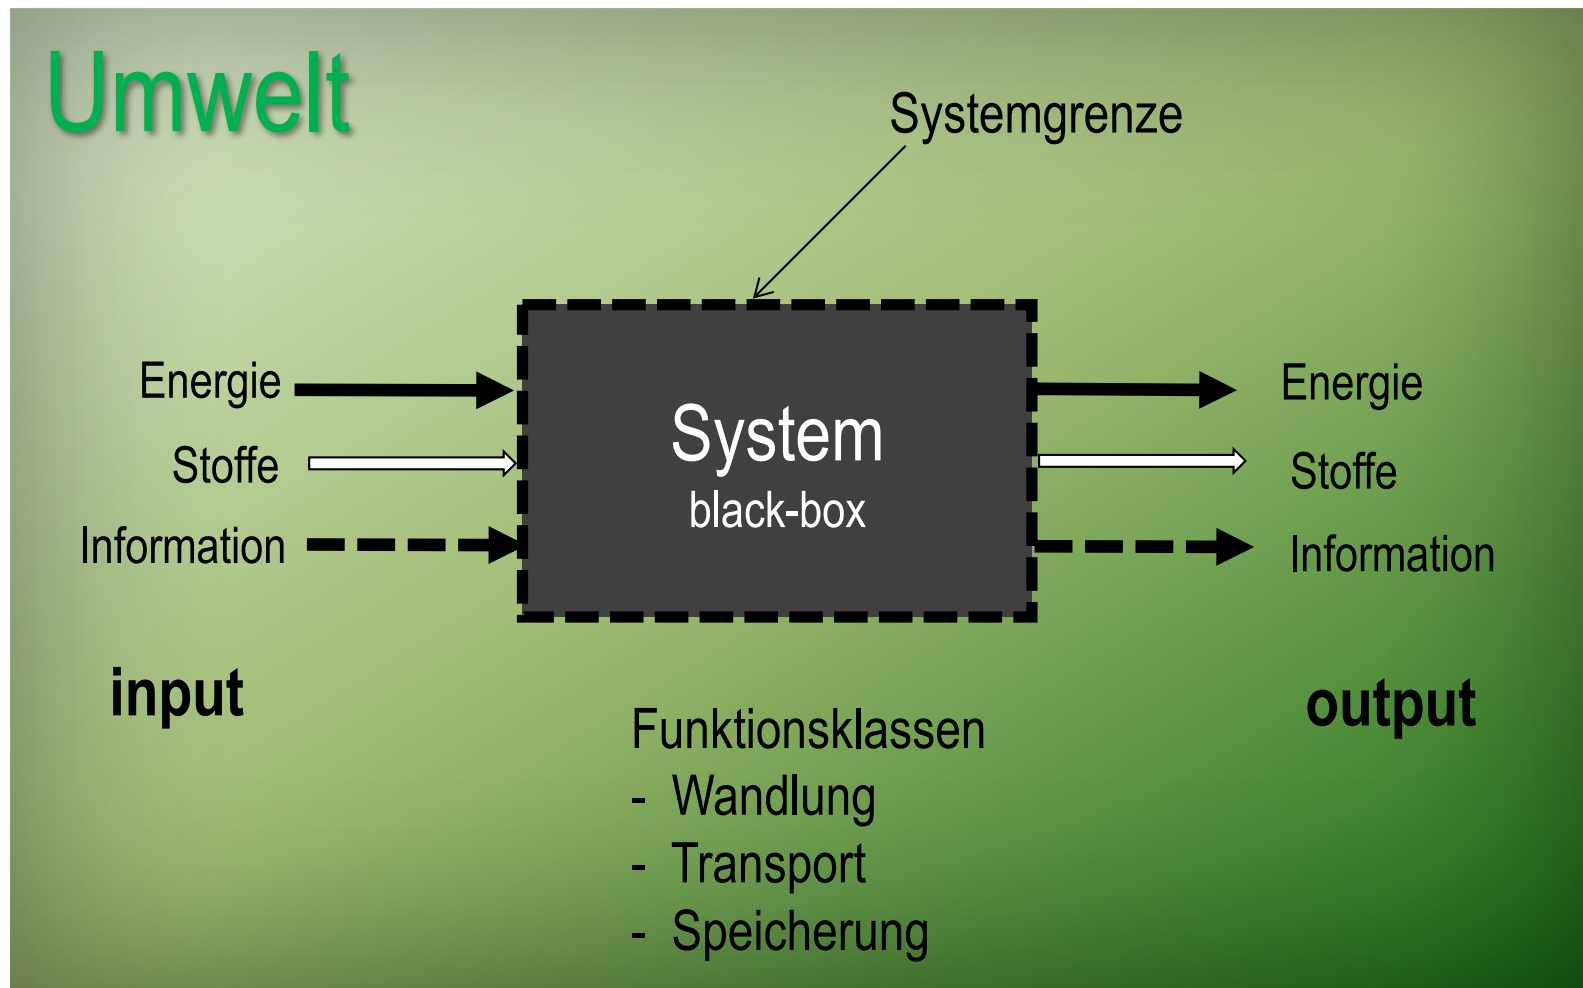 Umwelt
Systemgrenze
Energie
Stoffe
Information
System
black-box
Energie
Stoffe
Information
input
output
Funktionsklassen
- Wandlung
- Transport
- Speicherung